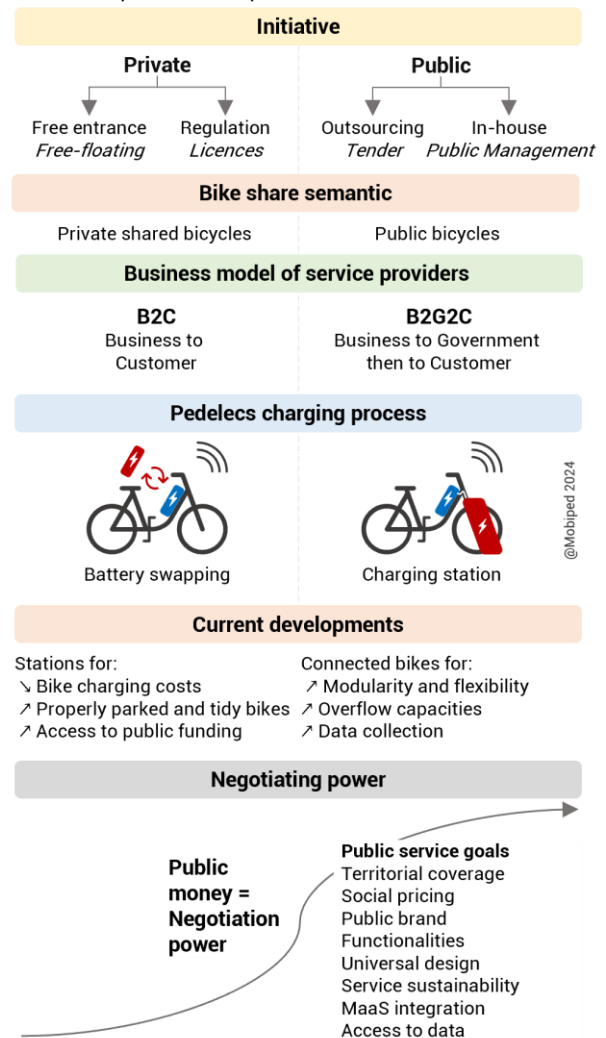 Initiative
Private
Public
Free entrance
Free-floating
Regulation
Licences
Outsourcing
Tender
In-house
Public Management
Bike share semantic
Private shared bicycles
Public bicycles
Business model of service providers
B2C
Business to
Customer
B2G2C
Business to Government
then to Customer
Pedelecs charging process
Battery swapping
Charging station
@Mobiped 2024
Current developments
Stations for:
↘ Bike charging costs
↗ Properly parked and tidy bikes
↗ Access to public funding
Connected bikes for:
↗ Modularity and flexibility
↗ Overflow capacities
↗ Data collection
Negotiating power
Public
money =
Negotiation
power
Public service goals
Territorial coverage
Social pricing
Public brand
Functionalities
Universal design
Service sustainability
MaaS integration
Access to data